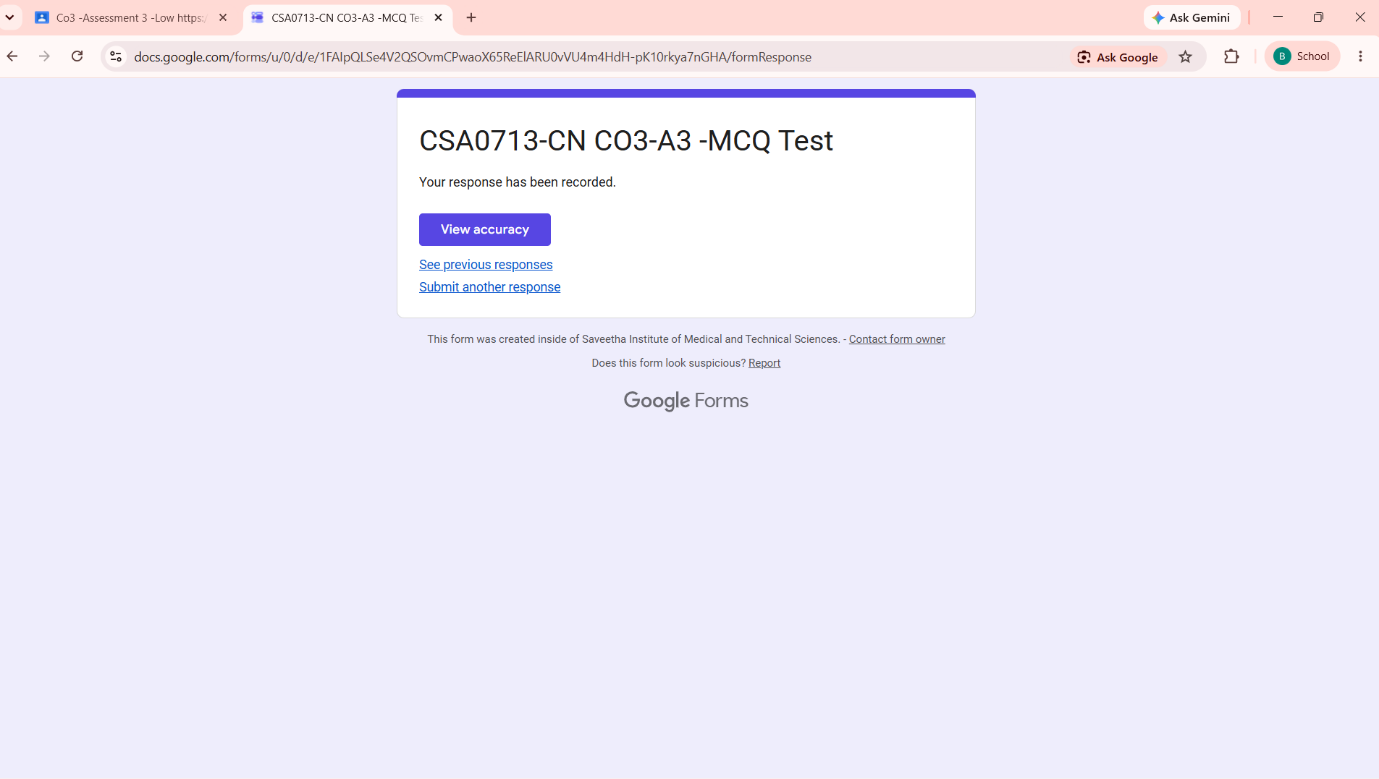 Co3 -Assessment 3 -Low https:/
CSA0713-CN CO3-A3 -MCQ Te
Ask Gemini
docs.google.com/forms/u/0/d/e/1FAIpQLSe4V2QSOvmCPwaoX65ReElARU0vVU4m4HdH-pK10rkya7nGHA/formResponse
Ask Google
B School
CSA0713-CN CO3-A3 -MCQ Test
Your response has been recorded.
View accuracy
See previous responses
Submit another response
This form was created inside of Saveetha Institute of Medical and Technical Sciences. - Contact form owner
Does this form look suspicious? Report
Google Forms